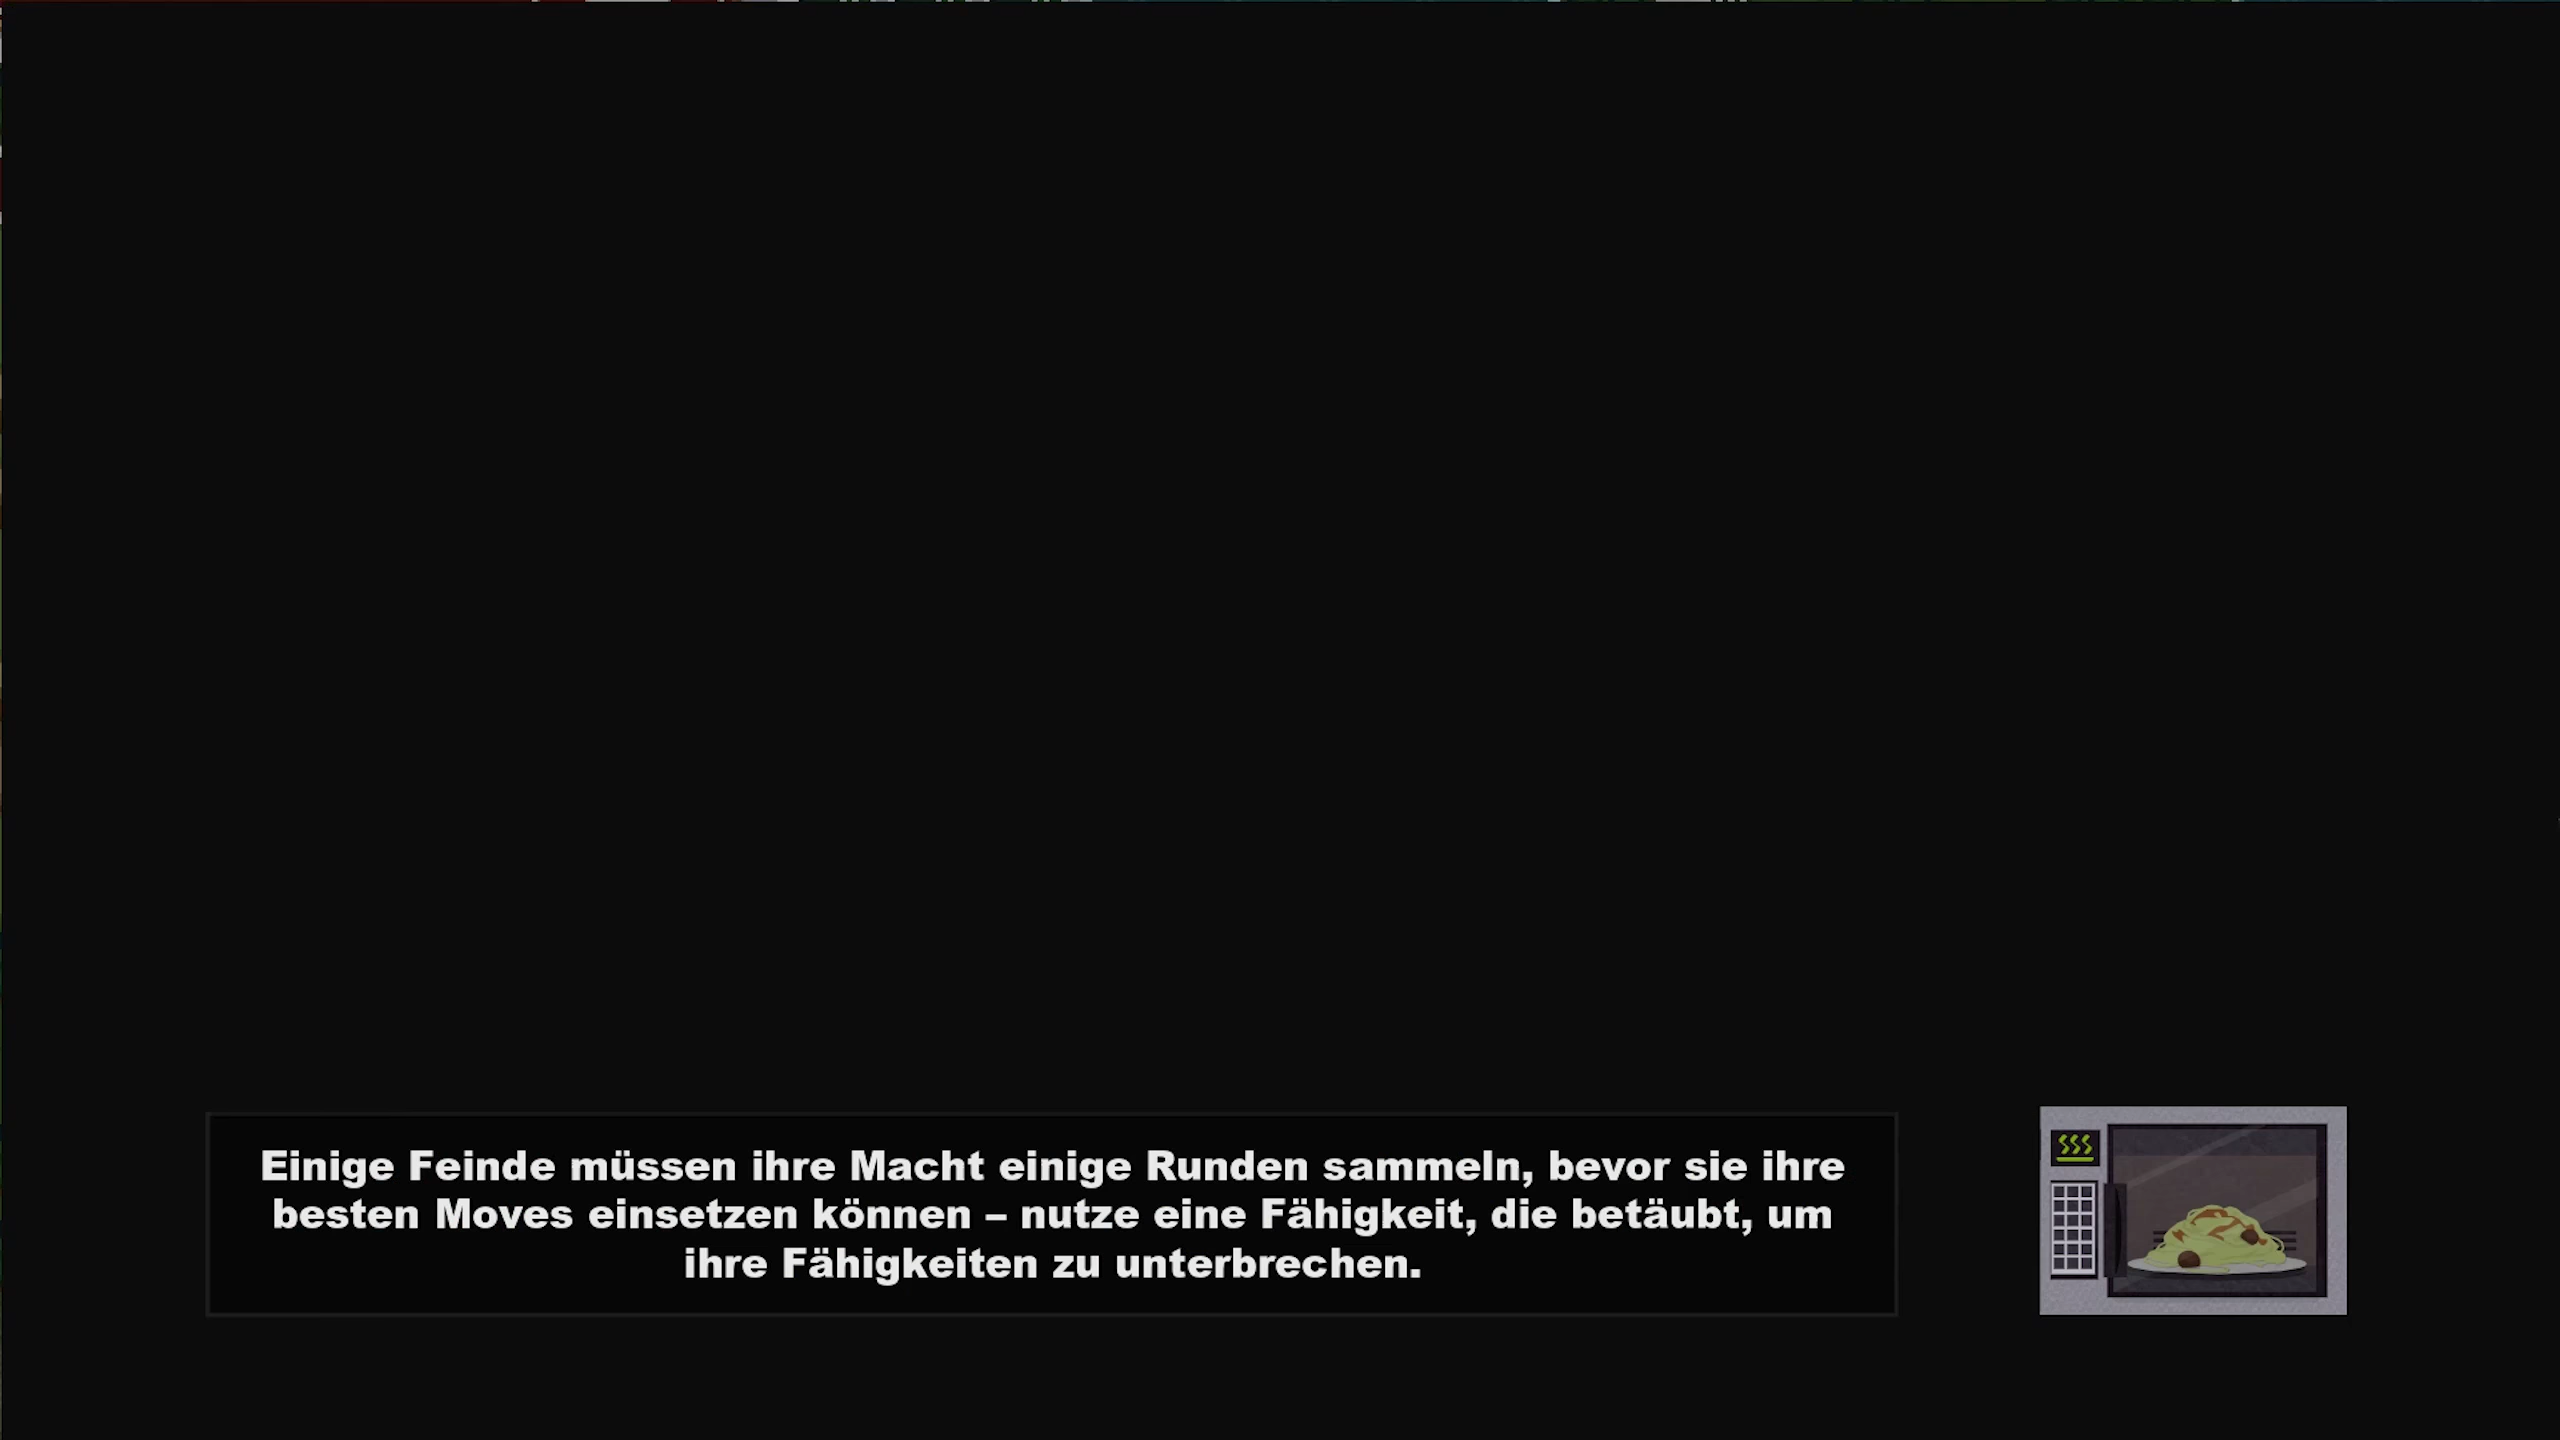 Einige Feinde müssen ihre Macht einige Runden sammeln, bevor sie ihre
besten Moves einsetzen können – nutze eine Fähigkeit, die betäubt, um
ihre Fähigkeiten zu unterbrechen.